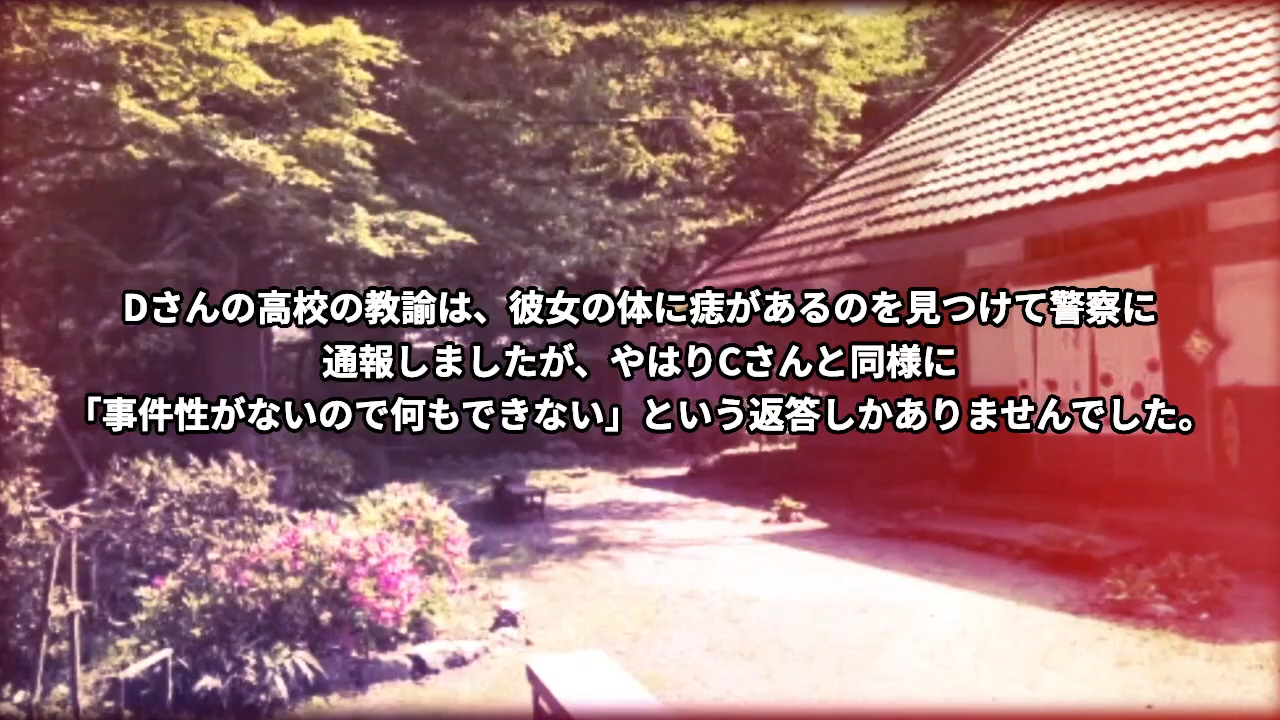 Dさんの高校の教諭は、彼女の体に痣があるのを見つけて警察に
通報しましたが、やはりCさんと同様に
「事件性がないので何もできない」という返答しかありませんでした。